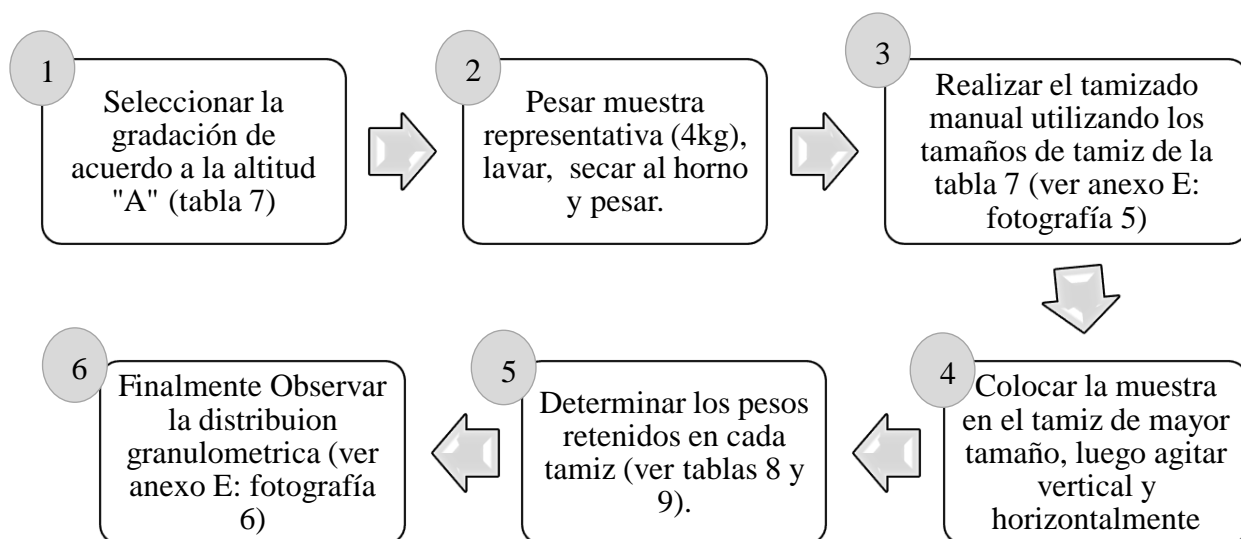 1
Seleccionar la
gradación de
acuerdo a la altitud
"A" (tabla 7)
2
Pesar muestra
representativa (4kg),
lavar, secar al horno
y pesar.
3
Realizar el tamizado
manual utilizando los
tamaños de tamiz de la
tabla 7 (ver anexo E:
fotografía 5)
4
Colocar la muestra
en el tamiz de mayor
tamaño, luego agitar
vertical y
horizontalmente
5
Determinar los pesos
retenidos en cada
tamiz (ver tablas 8 y
9).
6
Finalmente Observar
la distribuion
granulometrica (ver
anexo E: fotografía
6)